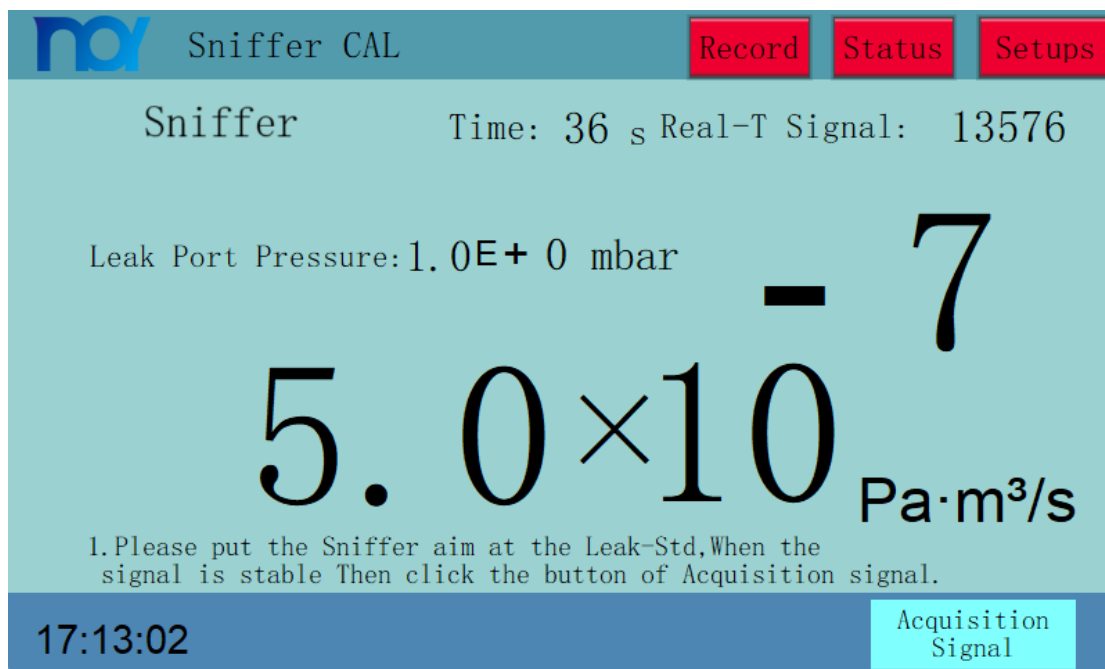 Sniffer CAL Record Status Setups
Sniffer Time: 36 s Real-T Signal: 13576
Leak Port Pressure:1.0E+ 0 mbar
5.0×10-7 Pa·m³/s
1.Please put the Sniffer aim at the Leak-Std,When the
signal is stable Then click the button of Acquisition signal.
17:13:02
Acquisition
Signal